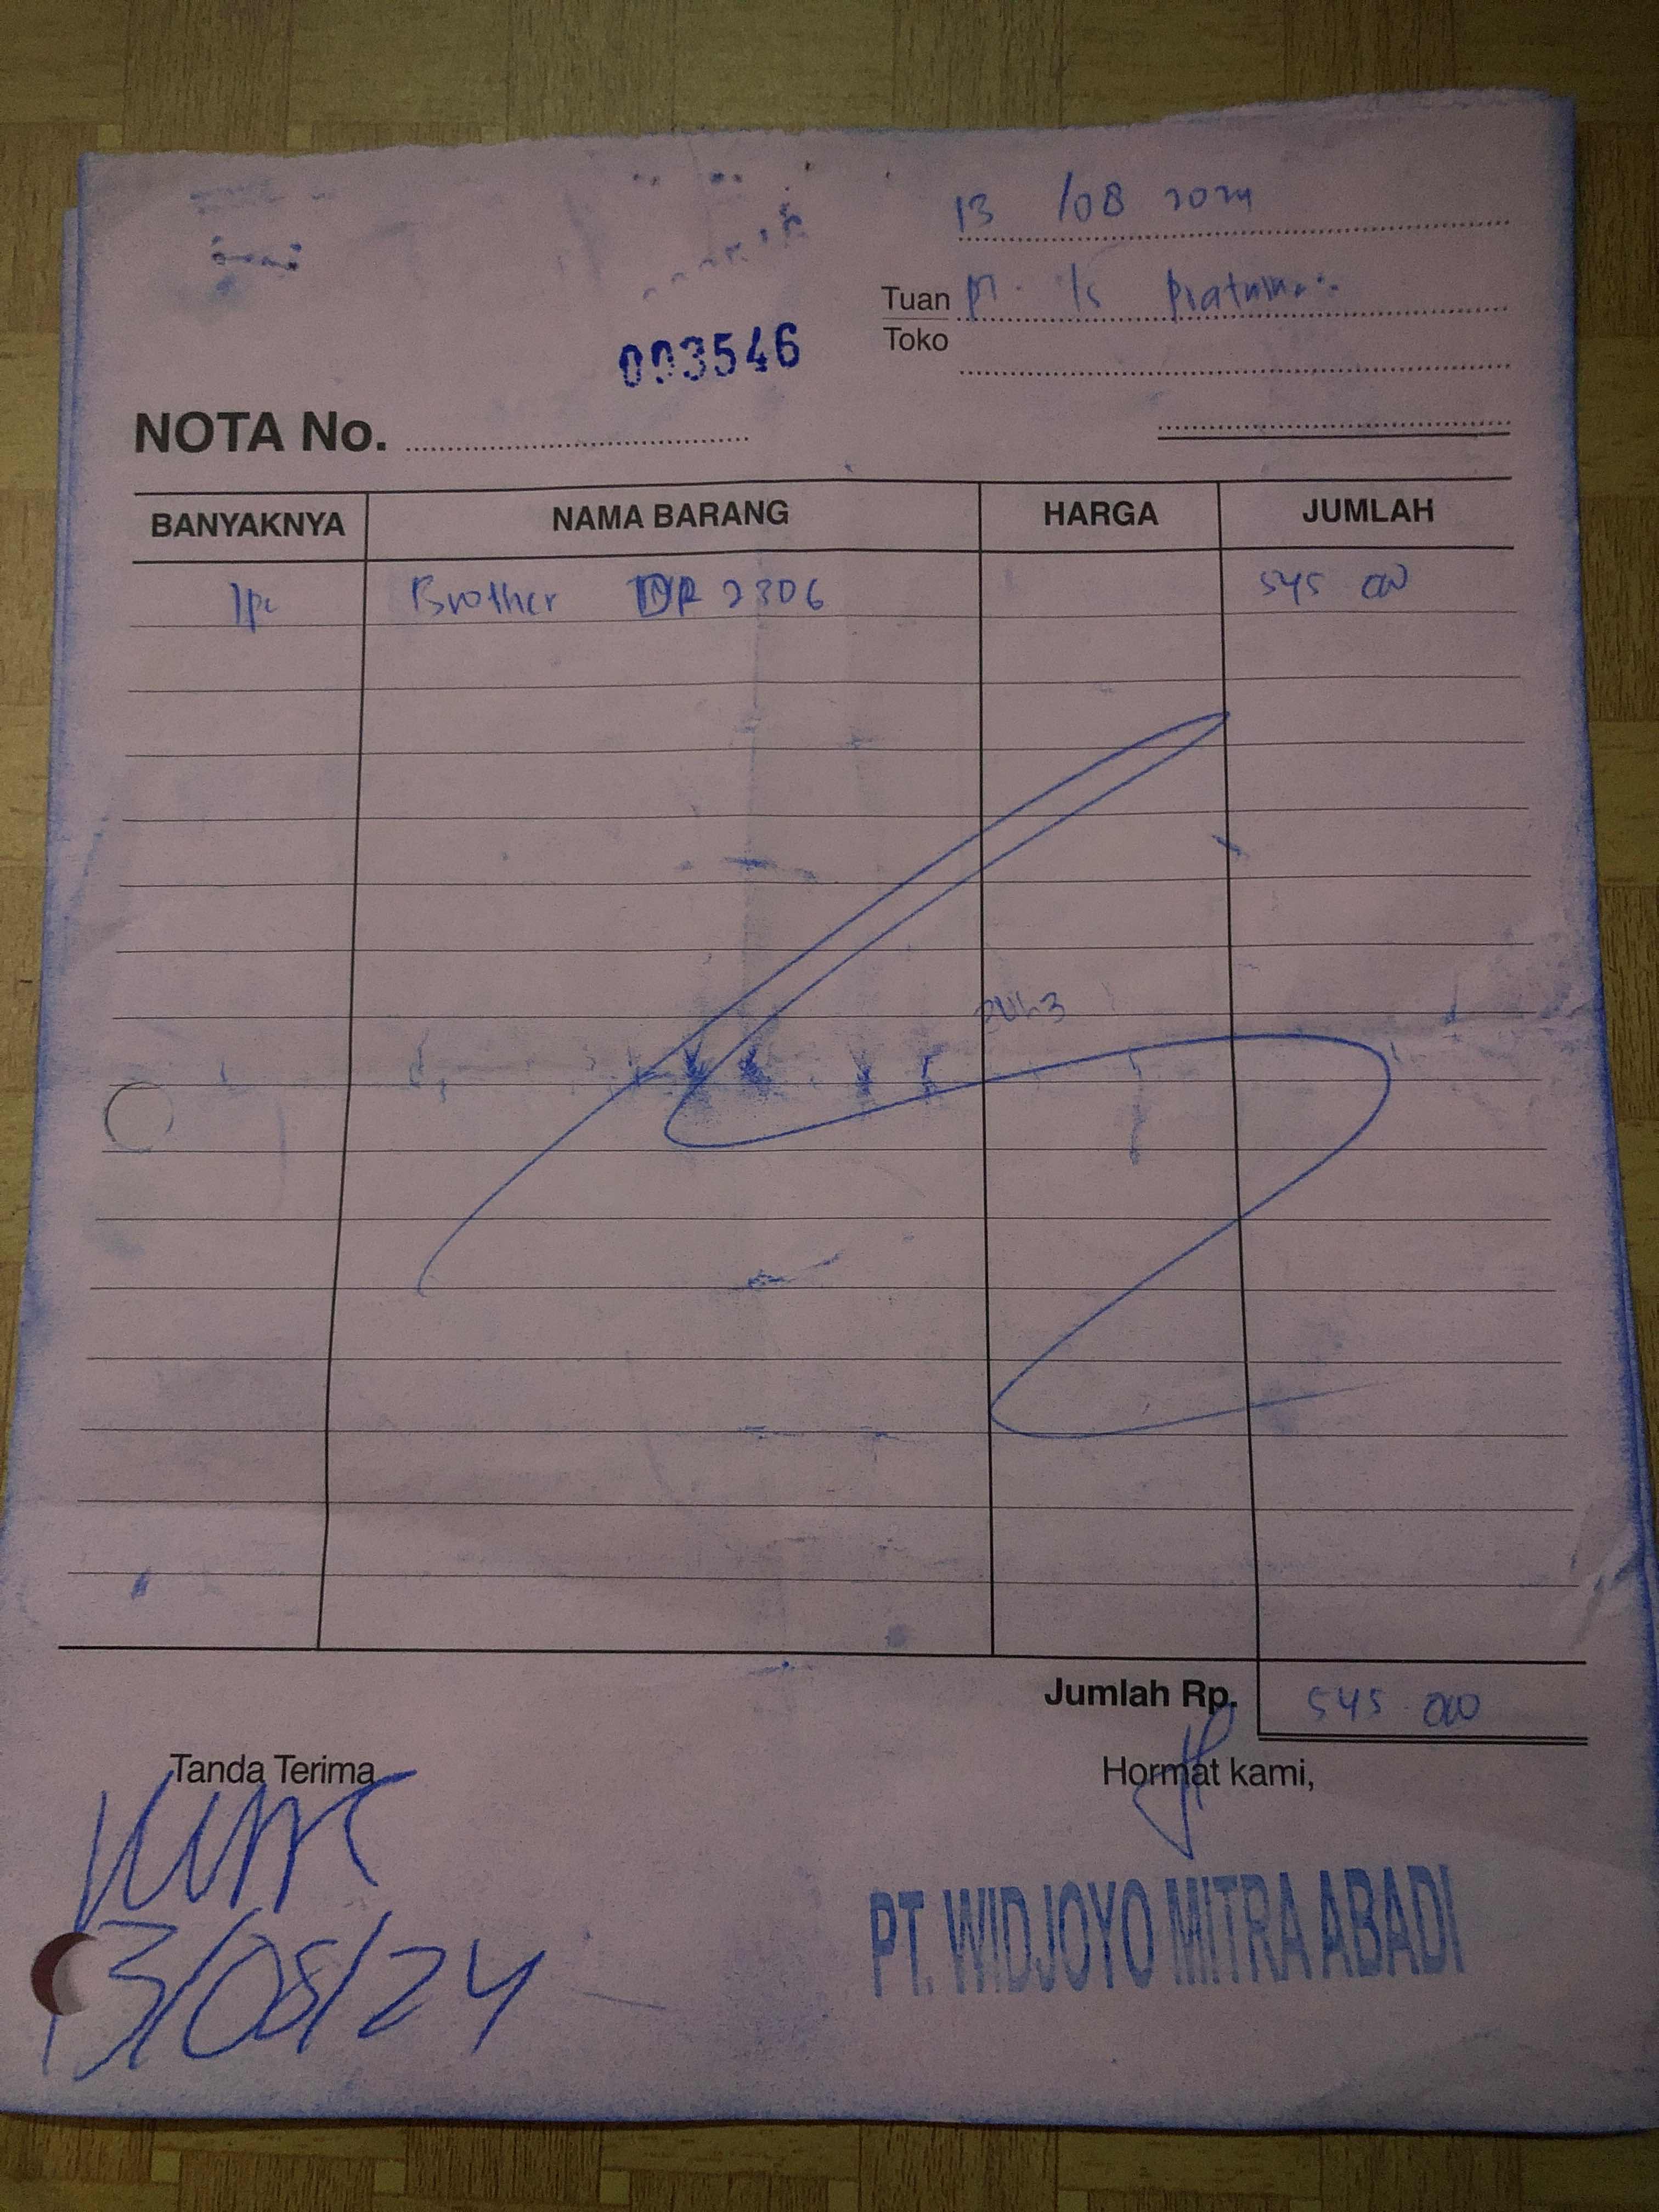 13 /08 2024
Tuan PT. Is Pratama
Toko
003546
NOTA No.
BANYAKNYA NAMA BARANG HARGA JUMLAH
1pc Brother DR 2306 545 000
Jumlah Rp. 545.000
Tanda Terima Hormat kami,
13/08/24
PT. WIDJOYO MITRA ABADI